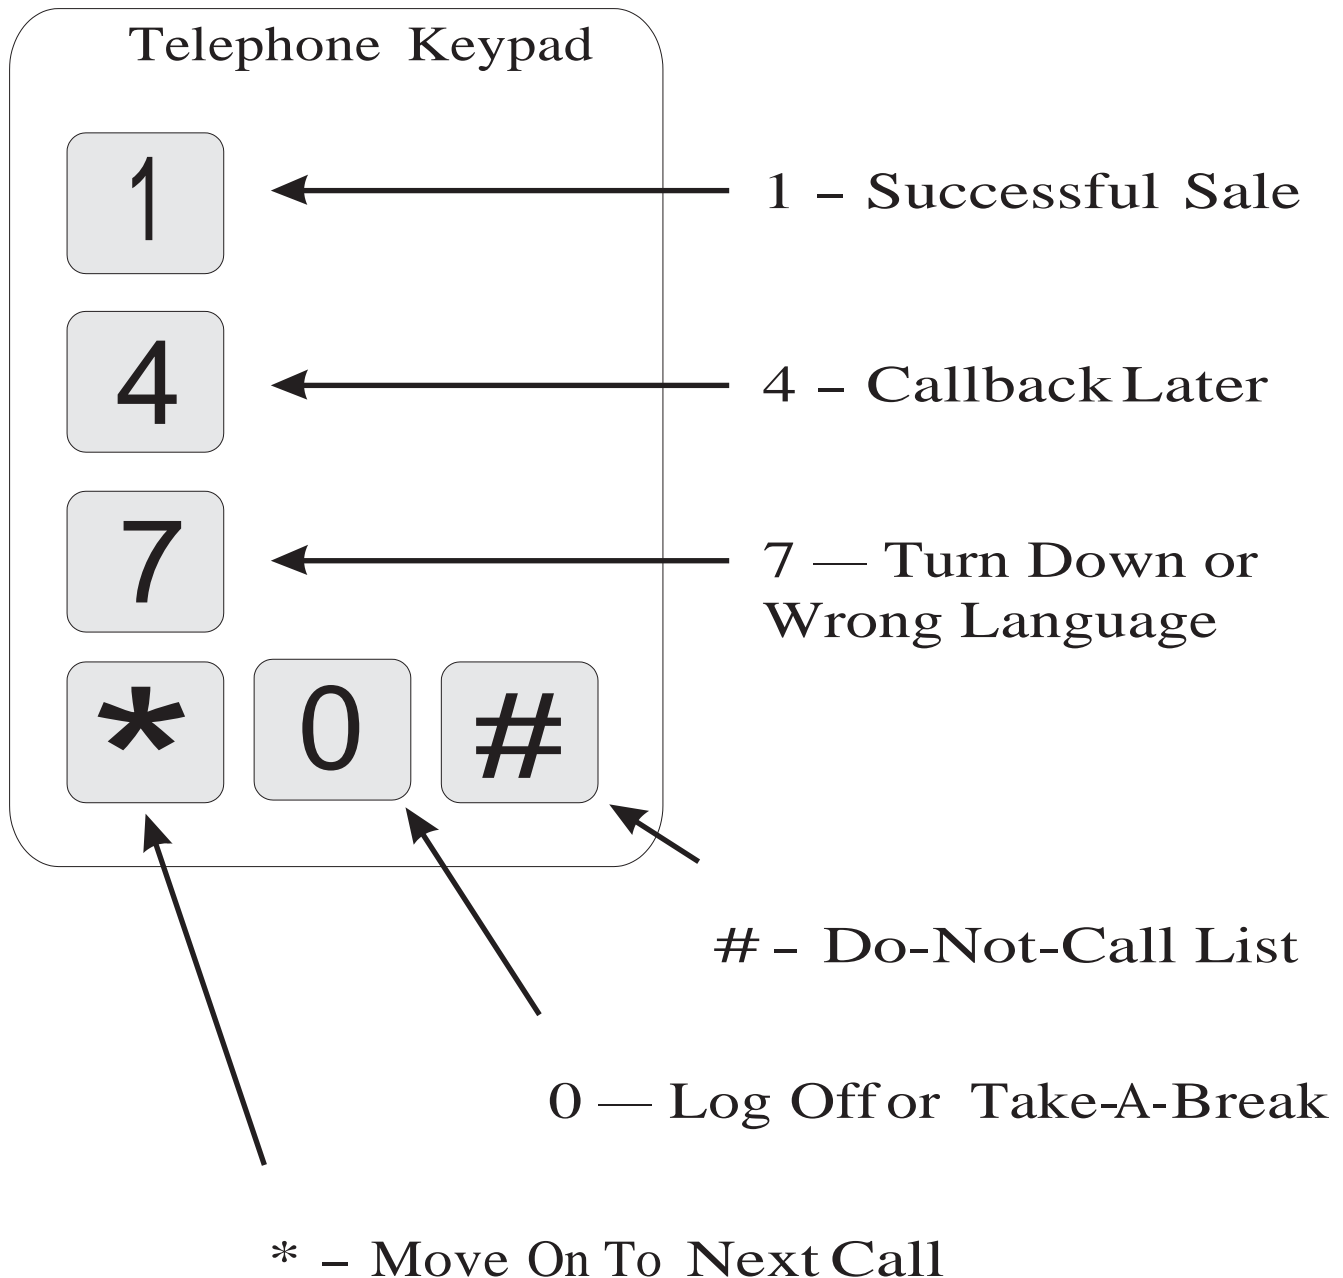 Telephone Keypad
1
1 – Successful Sale
4
4 – Callback Later
7
7 — Turn Down or
Wrong Language
* 0 #
# – Do-Not-Call List
0 — Log Off or Take-A-Break
* – Move On To Next Call